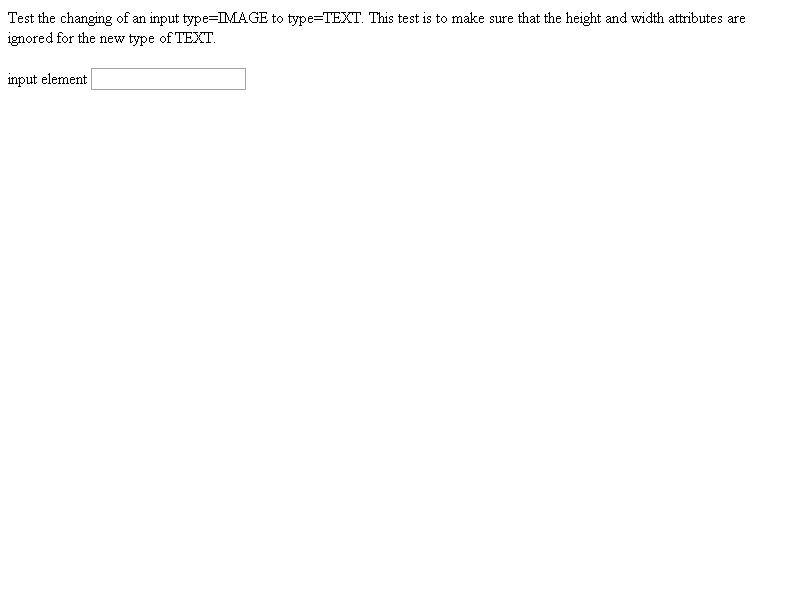 Test the changing of an input type=IMAGE to type=TEXT. This test is to make sure that the height and width attributes are
ignored for the new type of TEXT.
input element